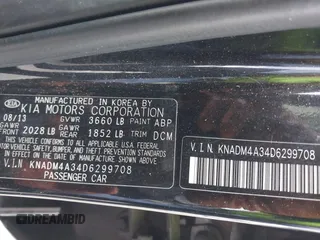 MANUFACTURED IN KOREA BY
KIA KIA MOTORS CORPORATION
08/13 GVWR 3660 LB PAINT ABP
GAWR FRONT GAWR REAR
2028 LB 1852 LB TRIM DCM
THIS VEHICLE CONFORMS TO ALL APPLICABLE
FEDERAL MOTOR VEHICLE SAFETY, BUMPER,
AND THEFT PREVENTION STANDARDS IN
EFFECT ON THE DATE OF MANUFACTURE
SHOWN ABOVE.
V.I.N KNADM4A34D6299708
PASSENGER CAR
V.I.N. KNADM4A34D6299708
DREAMBID